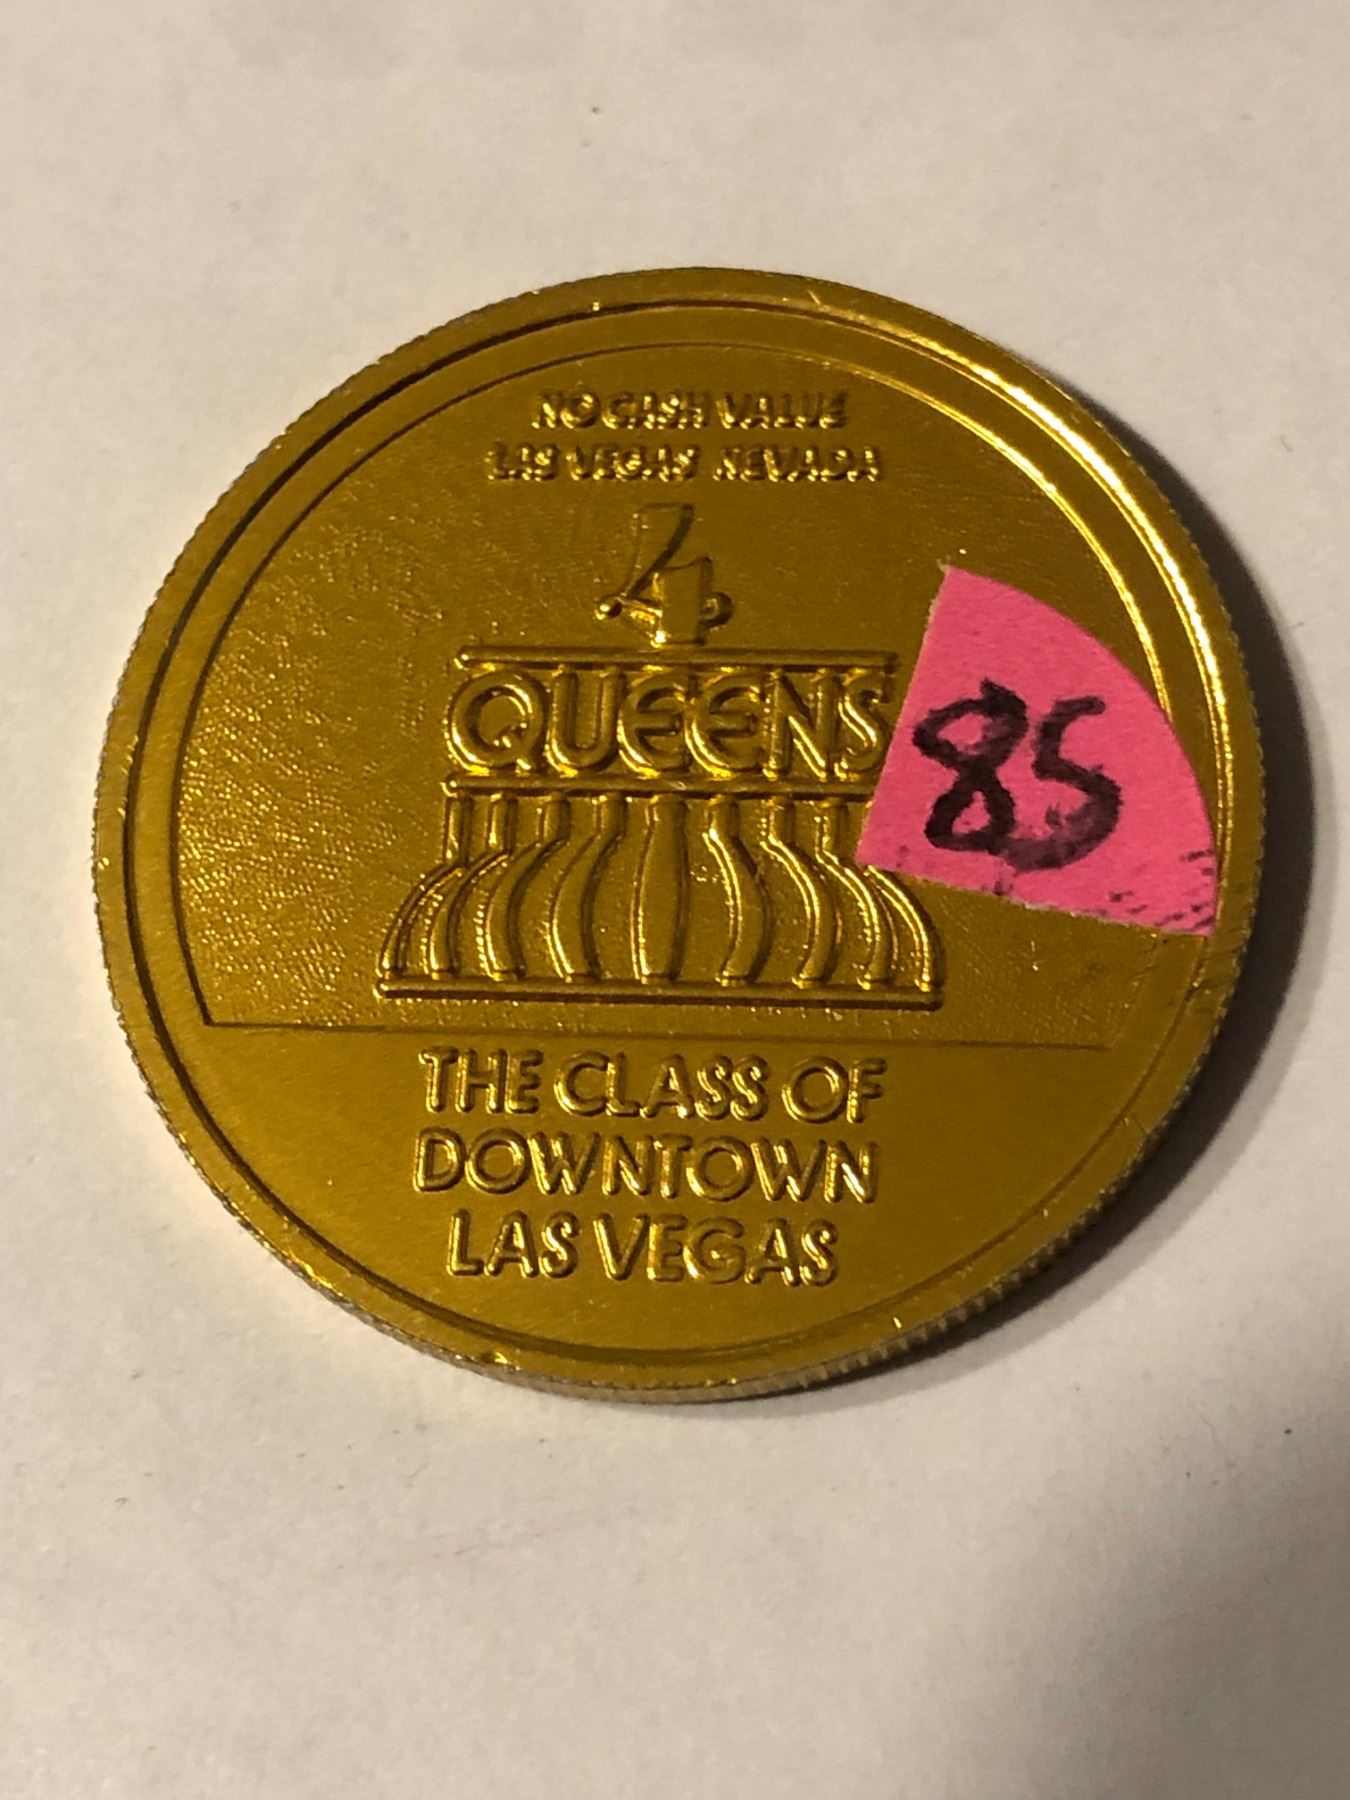 NO CASH VALUE
LAS VEGAS NEVADA
4
QUEENS
85
THE CLASS OF
DOWNTOWN
LAS VEGAS